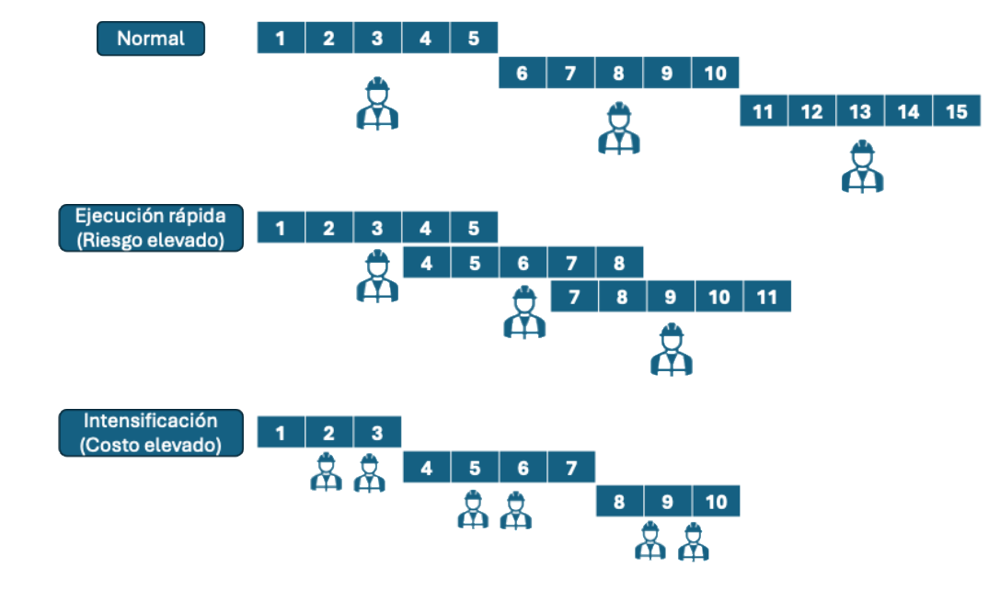 Normal
1 2 3 4 5
6 7 8 9 10
11 12 13 14 15
Ejecución rápida
(Riesgo elevado)
1 2 3 4 5
4 5 6 7 8
7 8 9 10 11
Intensificación
(Costo elevado)
1 2 3
4 5 6 7
8 9 10